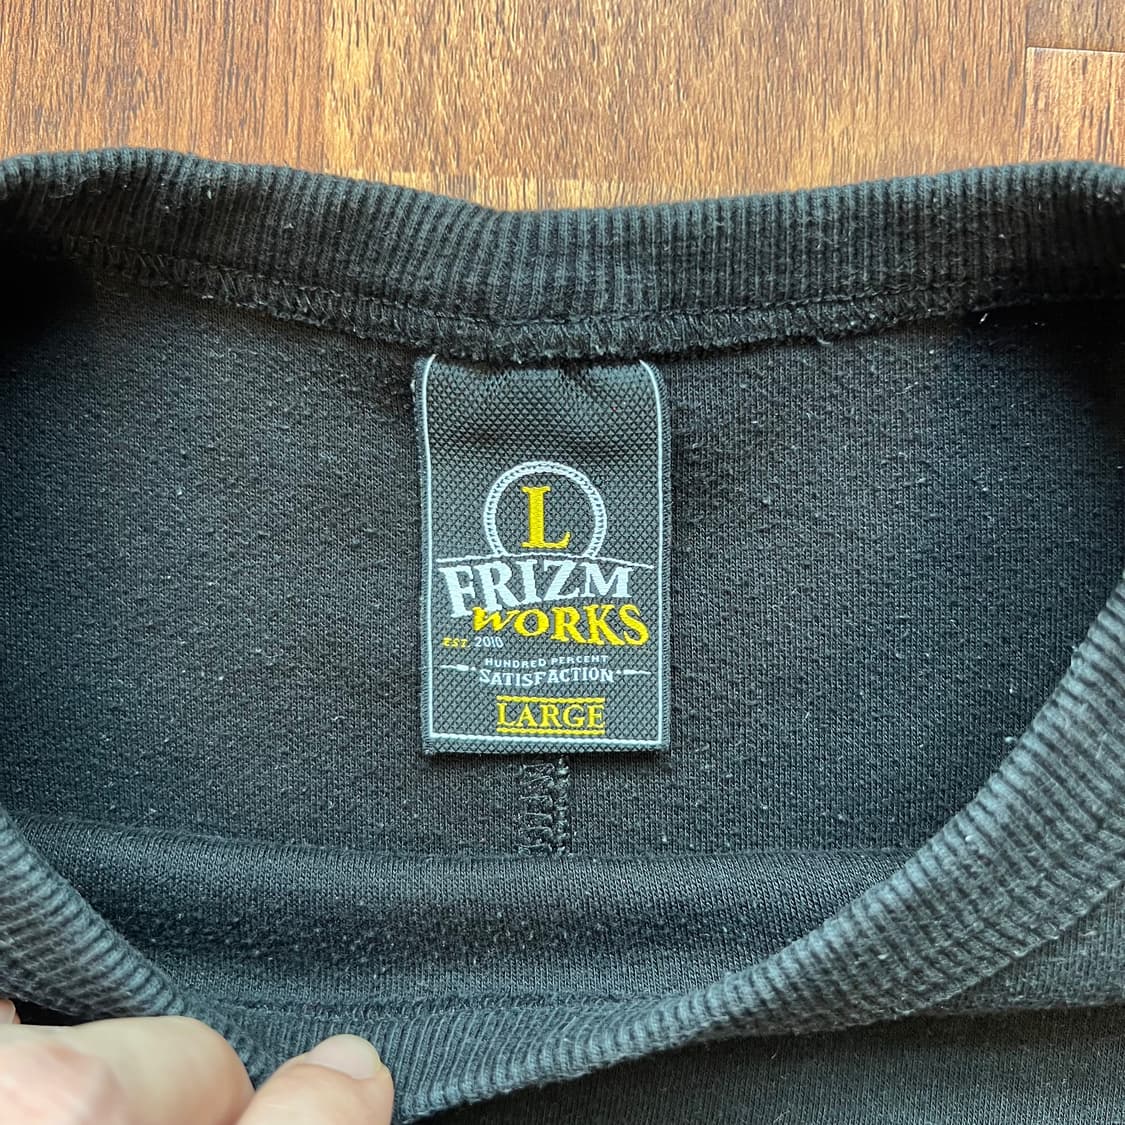 L
FRIZM
WORKS
EST. 2010
HUNDRED PERCENT
SATISFACTION
LARGE